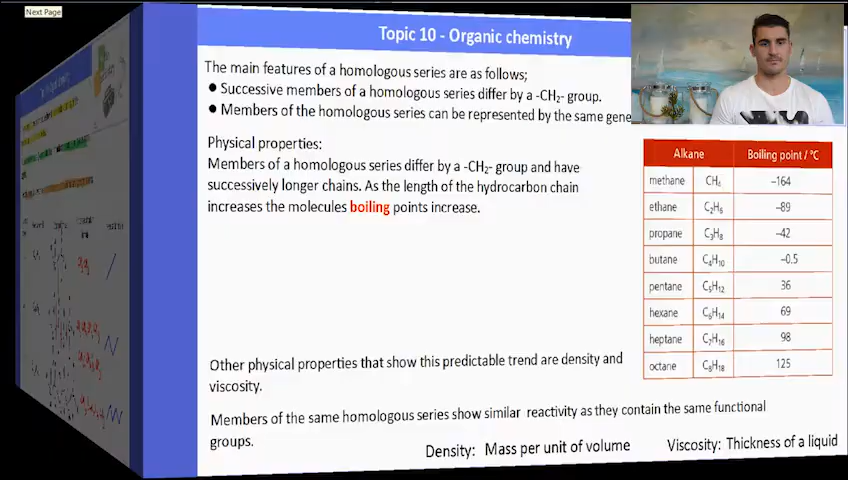 Next Page
Topic 10 - Organic chemistry
The main features of a homologous series are as follows;
● Successive members of a homologous series differ by a -CH₂- group.
● Members of the homologous series can be represented by the same gene
Physical properties:
Members of a homologous series differ by a -CH₂- group and have
successively longer chains. As the length of the hydrocarbon chain
increases the molecules boiling points increase.
Alkane Boiling point / °C
methane CH₄ –164
ethane C₂H₆ –89
propane C₃H₈ –42
butane C₄H₁₀ –0.5
pentane C₅H₁₂ 36
hexane C₆H₁₄ 69
heptane C₇H₁₆ 98
octane C₈H₁₈ 125
Other physical properties that show this predictable trend are density and
viscosity.
Members of the same homologous series show similar reactivity as they contain the same functional
groups.
Density: Mass per unit of volume Viscosity: Thickness of a liquid